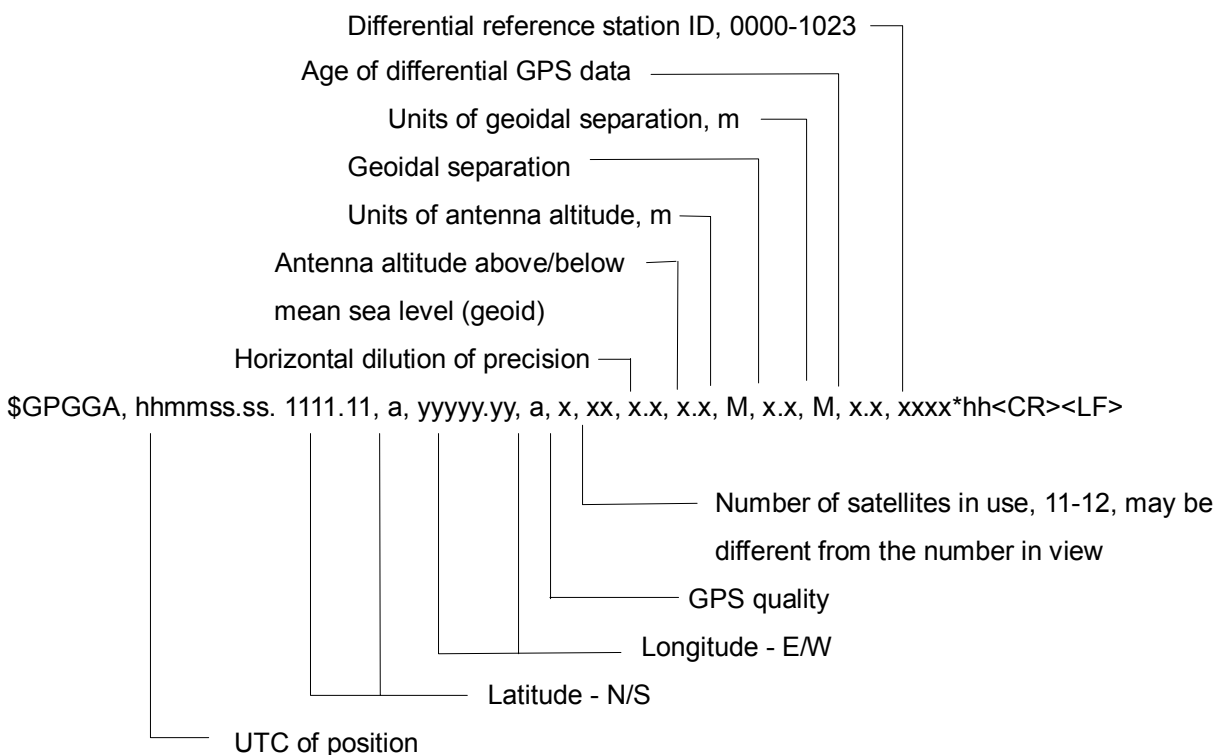 Differential reference station ID, 0000-1023
Age of differential GPS data
Units of geoidal separation, m
Geoidal separation
Units of antenna altitude, m
Antenna altitude above/below
mean sea level (geoid)
Horizontal dilution of precision
$GPGGA, hhmmss.ss. 1111.11, a, yyyyy.yy, a, x, xx, x.x, x.x, M, x.x, M, x.x, xxxx*hh<CR><LF>
Number of satellites in use, 11-12, may be
different from the number in view
GPS quality
Longitude - E/W
Latitude - N/S
UTC of position